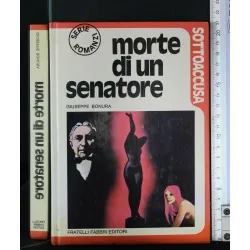 SERIE ROMANZI
morte
di un
senatore
GIUSEPPE BONURA
SOTTOACCUSA
FRATELLI FABBRI EDITORI
morte di un senatore